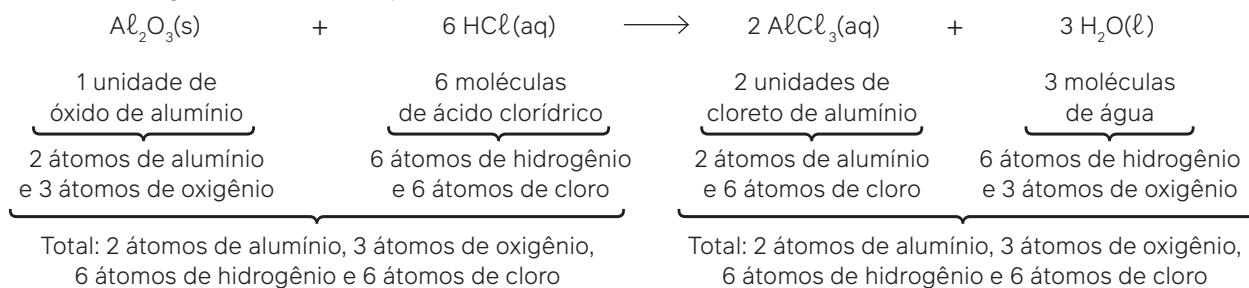 Aℓ₂O₃(s) + 6 HCℓ(aq) ⟶ 2 AℓCℓ₃(aq) + 3 H₂O(ℓ)
1 unidade de óxido de alumínio
6 moléculas de ácido clorídrico
2 unidades de cloreto de alumínio
3 moléculas de água
2 átomos de alumínio e 3 átomos de oxigênio
6 átomos de hidrogênio e 6 átomos de cloro
2 átomos de alumínio e 6 átomos de cloro
6 átomos de hidrogênio e 3 átomos de oxigênio
Total: 2 átomos de alumínio, 3 átomos de oxigênio,
6 átomos de hidrogênio e 6 átomos de cloro
Total: 2 átomos de alumínio, 3 átomos de oxigênio,
6 átomos de hidrogênio e 6 átomos de cloro